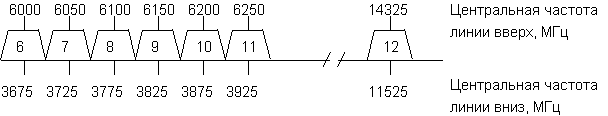 6000 6050 6100 6150 6200 6250 14325 Центральная частота
линии вверх, МГц
6 7 8 9 10 11 12
3675 3725 3775 3825 3875 3925 11525 Центральная частота
линии вниз, МГц